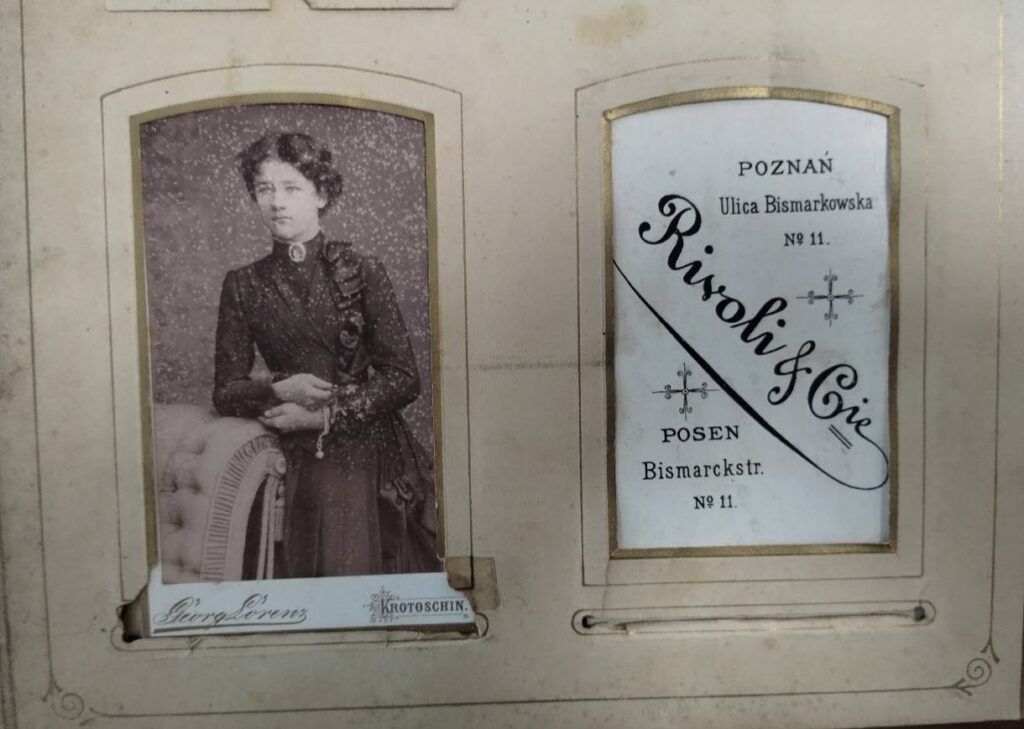 Georg Lorenz
KROTOSCHIN.
POZNAŃ
Ulica Bismarkowska
Nº 11.
Rivoli & Cie
POSEN
Bismarckstr.
Nº 11.